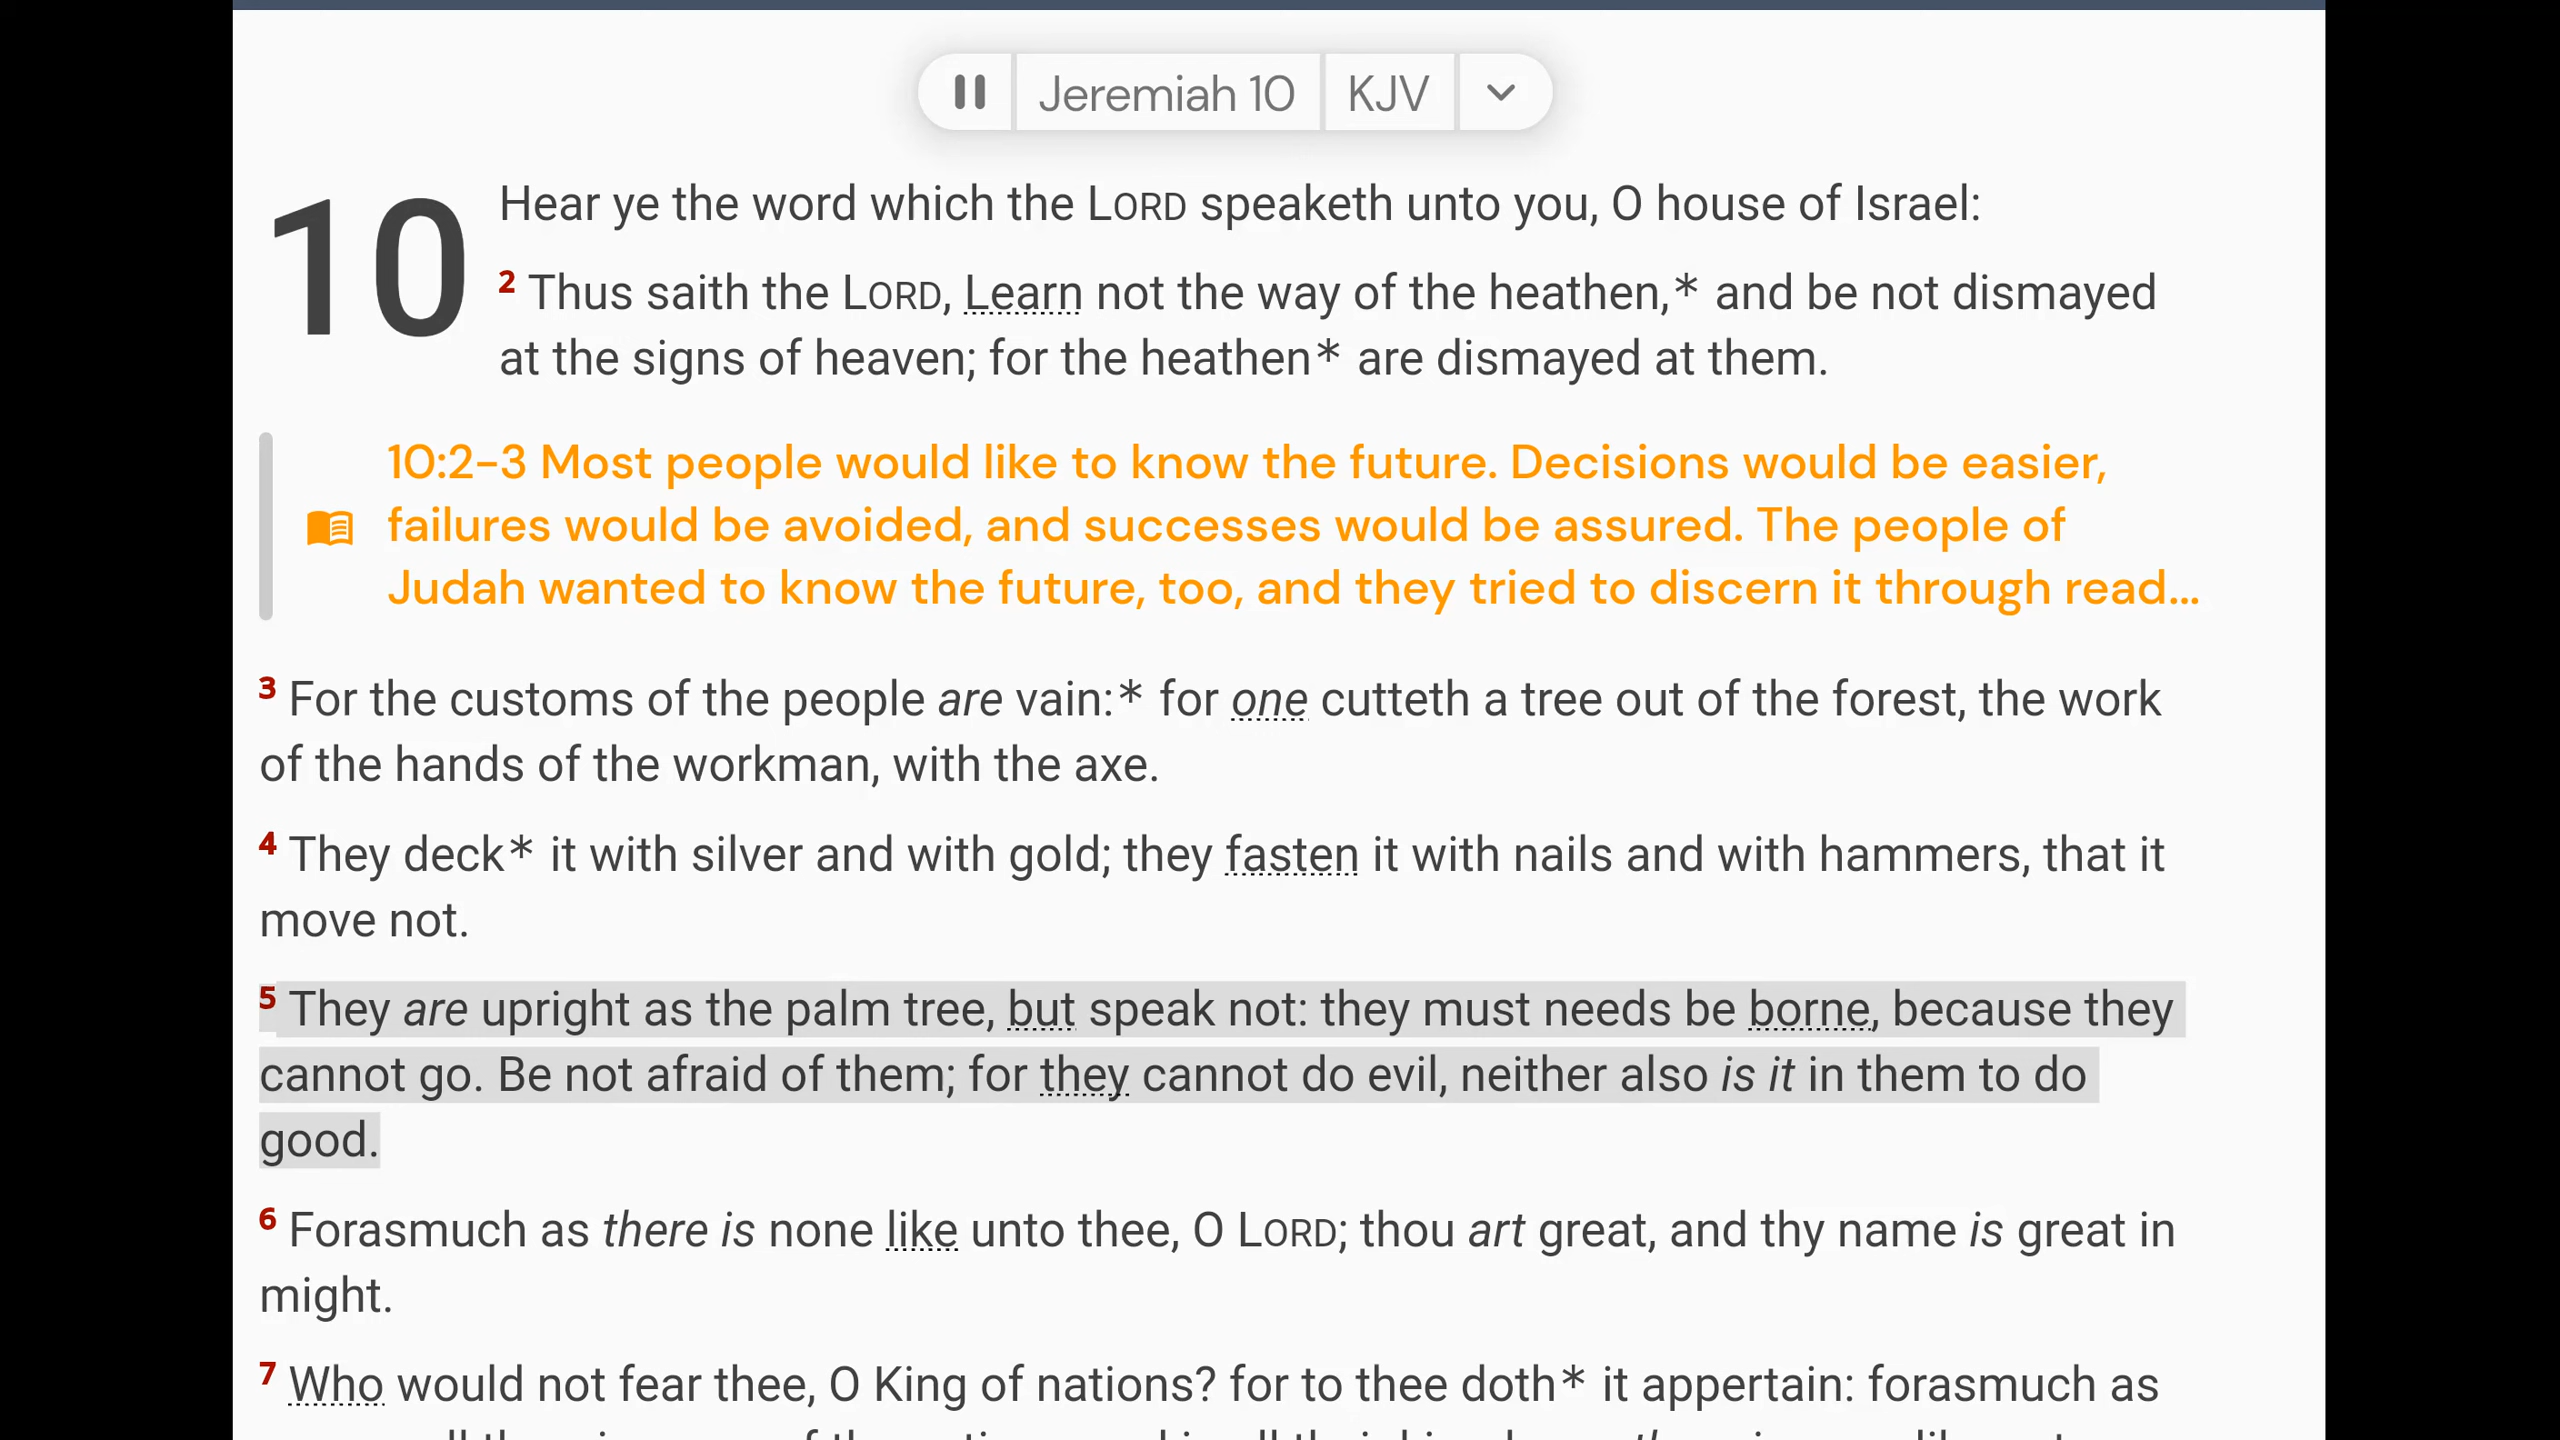 Jeremiah 10 KJV
10 Hear ye the word which the LORD speaketh unto you, O house of Israel:
2 Thus saith the LORD, Learn not the way of the heathen,* and be not dismayed
at the signs of heaven; for the heathen* are dismayed at them.
10:2–3 Most people would like to know the future. Decisions would be easier,
failures would be avoided, and successes would be assured. The people of
Judah wanted to know the future, too, and they tried to discern it through read...
3 For the customs of the people are vain:* for one cutteth a tree out of the forest, the work
of the hands of the workman, with the axe.
4 They deck* it with silver and with gold; they fasten it with nails and with hammers, that it
move not.
5 They are upright as the palm tree, but speak not: they must needs be borne, because they
cannot go. Be not afraid of them; for they cannot do evil, neither also is it in them to do
good.
6 Forasmuch as there is none like unto thee, O LORD; thou art great, and thy name is great in
might.
7 Who would not fear thee, O King of nations? for to thee doth* it appertain: forasmuch as